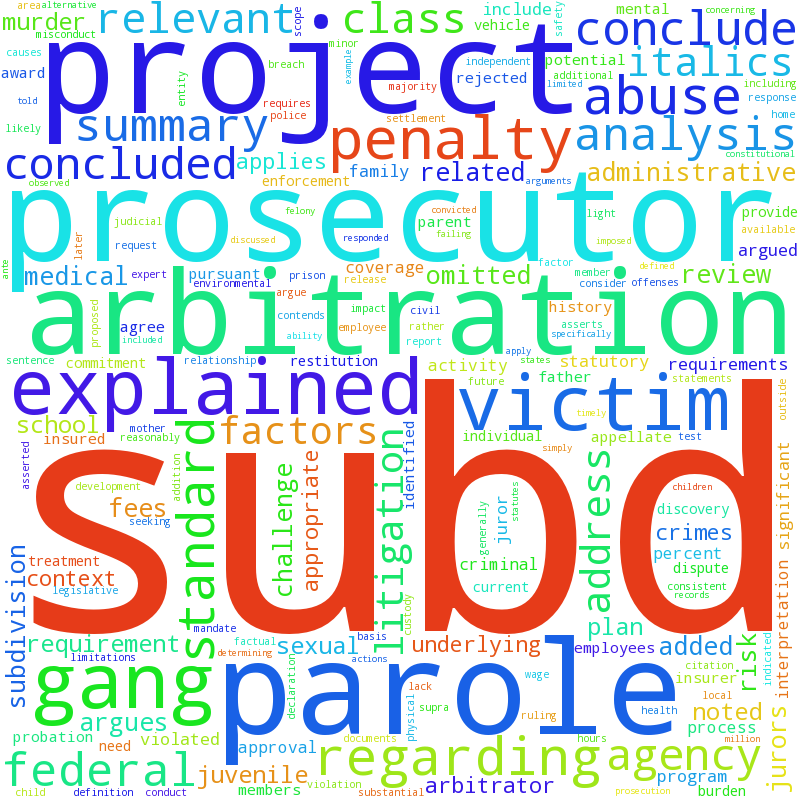 area alternative
murder
misconduct
relevant
scope
class
vehicle
include
mental
safety
concerning
conclude
causes
award
project
breach
minor
example
independent
potential
additional
italics
including
told
entity
requires
police
majority
rejected
limited
response
likely
summary
settlement
penalty
abuse
home
analysis
constitutional
concluded
applies
enforcement
family
related
arguments
administrative
observed
prosecutor
judicial
felony
convicted
light
provide
ante
later
request
discussed
responded
parent
failing
factor
imposed
available
argued
medical
expert
pursuant
prison
environmental
coverage
release
omitted
member
consider
defined
offenses
review
arbitration
proposed
agree
included
argue
contends
ability
impact
employee
civil
rather
report
history
asserts
specifically
apply
states
sentence
commitment
relationship
restitution
activity
statutory
requirements
explained
future
father
statements
outside
victim
timely
school
mother
factors
individual
appellate
test
insured
reasonably
standard
asserted
addition
identified
simply
significant
subd
development
fees
seeking
challenge
appropriate
litigation
generally
juror
statutes
address
children
discovery
crimes
percent
dispute
interpretation
treatment
context
legislative
criminal
current
consistent
records
subdivision
custody
mandate
factual
basis
plan
requirement
limitations
determining
sexual
actions
underlying
employees
added
risk
indicated
gang
parole
declaration
lack
wage
citation
insurer
argues
physical
supra
health
local
noted
probation
need
violated
approval
documents
ruling
hours
process
million
jurors
federal
juvenile
regarding
agency
child
definition
conduct
members
violation
substantial
arbitrator
prosecution
program
burden